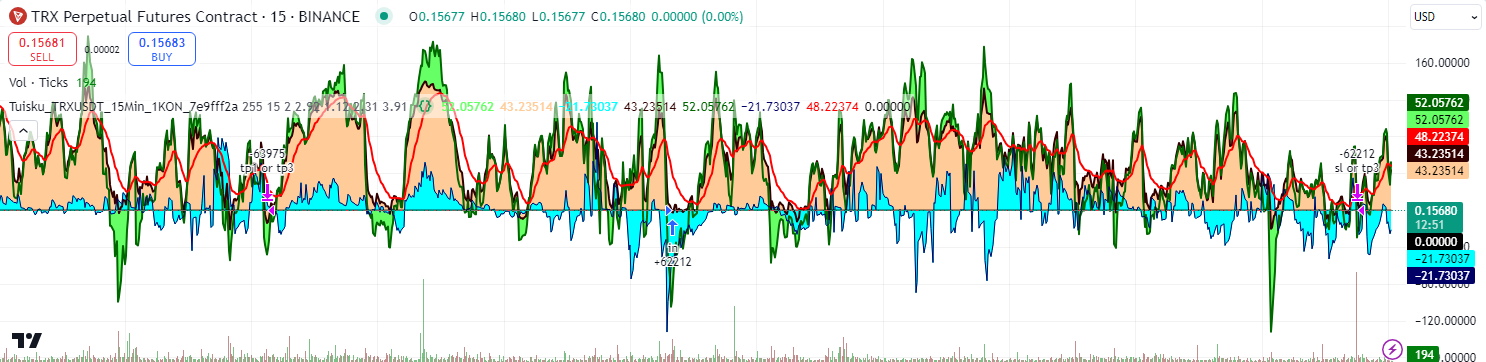 TRX Perpetual Futures Contract · 15 · BINANCE O0.15677 H0.15680 L0.15677 C0.15680 0.00000 (0.00%)
USD
0.15681
SELL
0.00002
0.15683
BUY
Vol · Ticks 194
Tuisku_TRXUSDT_15Min_1KON_7e9fff2a 255 15 2 2.92 1.12 2.31 3.91 52.05762 43.23514 −21.73037 43.23514 52.05762 −21.73037 48.22374 0.00000
160.00000
52.05762
52.05762
48.22374
43.23514
43.23514
0.15680
12:51
0.00000
−21.73037
−21.73037
−120.00000
194
-63975
tp1 or tp3
in
+62212
-62212
sl or tp3